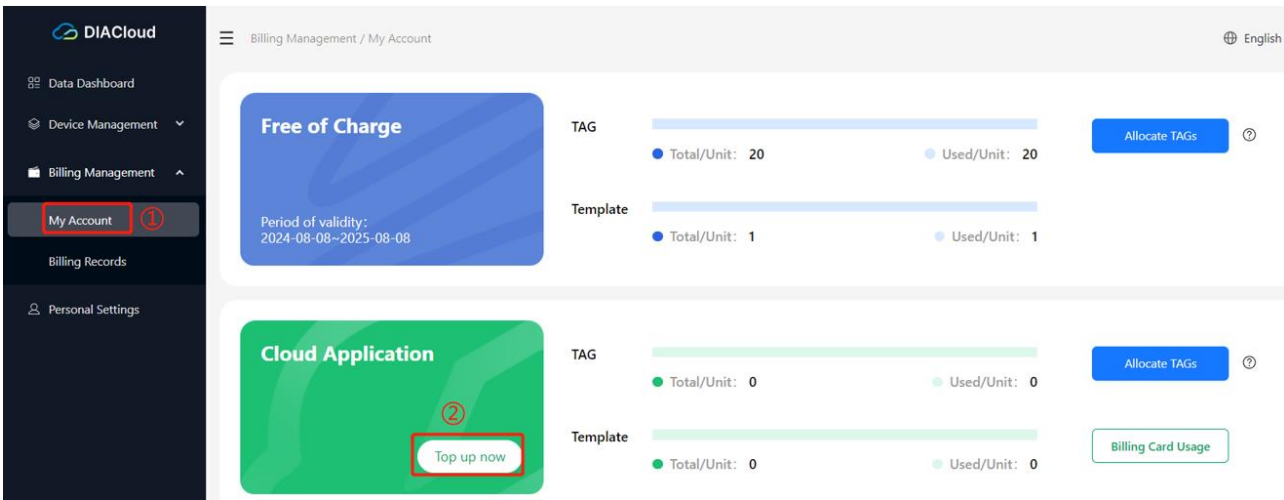 DIACloud
Billing Management / My Account
English
Data Dashboard
Device Management
Billing Management
My Account ①
Billing Records
Personal Settings
Free of Charge
Period of validity:
2024-08-08~2025-08-08
TAG
Total/Unit: 20 Used/Unit: 20
Allocate TAGs
Template
Total/Unit: 1 Used/Unit: 1
Cloud Application
②
Top up now
TAG
Total/Unit: 0 Used/Unit: 0
Allocate TAGs
Template
Total/Unit: 0 Used/Unit: 0
Billing Card Usage